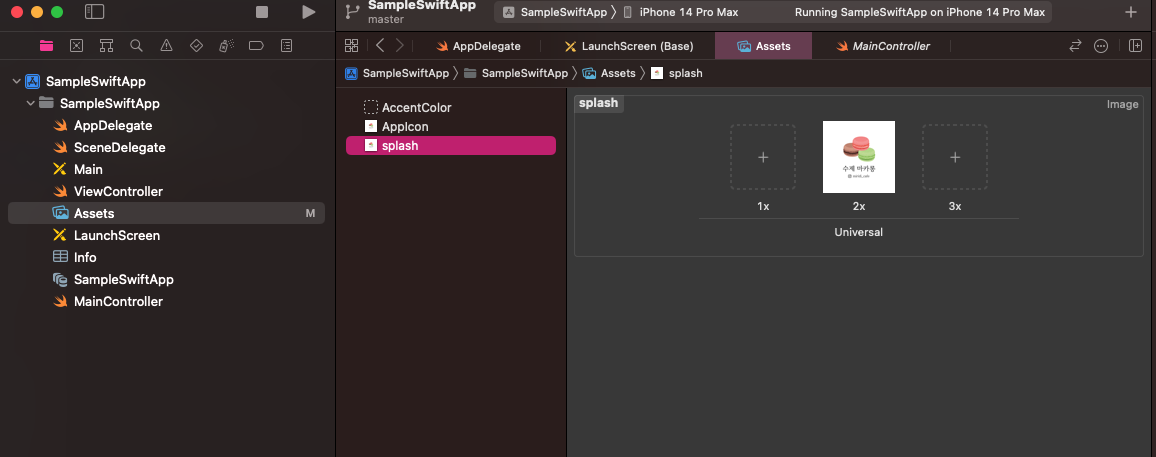 SampleSwiftApp
master
SampleSwiftApp
iPhone 14 Pro Max
Running SampleSwiftApp on iPhone 14 Pro Max
AppDelegate
LaunchScreen (Base)
Assets
MainController
SampleSwiftApp
SampleSwiftApp
Assets
splash
SampleSwiftApp
SampleSwiftApp
AppDelegate
SceneDelegate
Main
ViewController
Assets M
LaunchScreen
Info
SampleSwiftApp
MainController
AccentColor
AppIcon
splash
splash
Image
수제 마카롱
1x
2x
3x
Universal